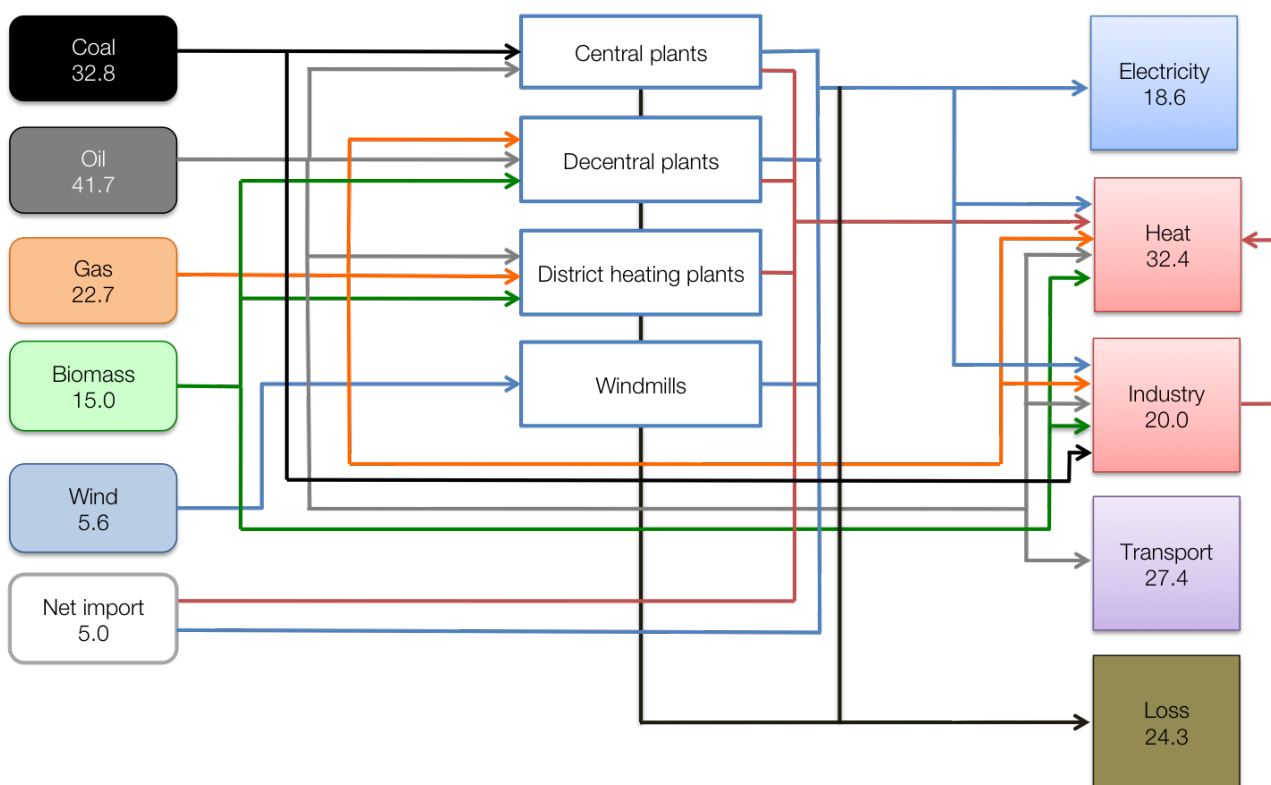 Coal
32.8
Oil
41.7
Gas
22.7
Biomass
15.0
Wind
5.6
Net import
5.0
Central plants
Decentral plants
District heating plants
Windmills
Electricity
18.6
Heat
32.4
Industry
20.0
Transport
27.4
Loss
24.3